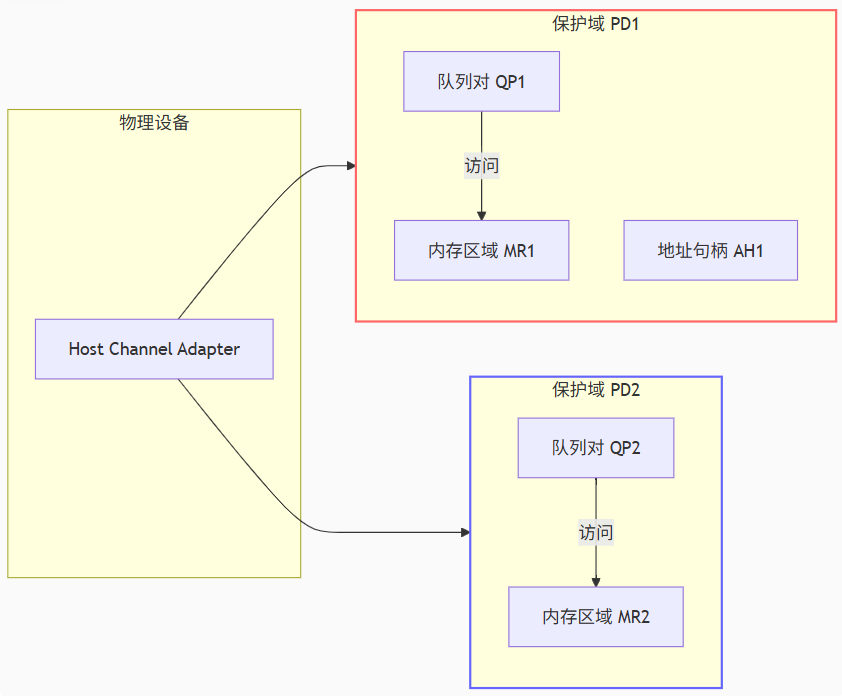 物理设备
Host Channel Adapter
保护域 PD1
队列对 QP1
访问
内存区域 MR1
地址句柄 AH1
保护域 PD2
队列对 QP2
访问
内存区域 MR2